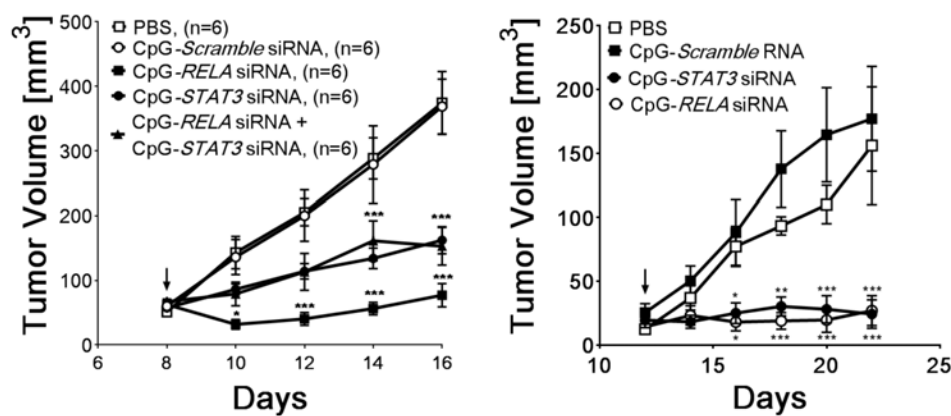 Tumor Volume [mm³]
500
400
300
200
100
0
PBS, (n=6)
CpG-Scramble siRNA, (n=6)
CpG-RELA siRNA, (n=6)
CpG-STAT3 siRNA, (n=6)
CpG-RELA siRNA +
CpG-STAT3 siRNA, (n=6)
***
***
***
*
***
***
6
8
10
12
14
16
Days
Tumor Volume [mm³]
250
200
150
100
50
0
PBS
CpG-Scramble RNA
CpG-STAT3 siRNA
CpG-RELA siRNA
*
**
***
***
*
***
***
***
10
15
20
25
Days